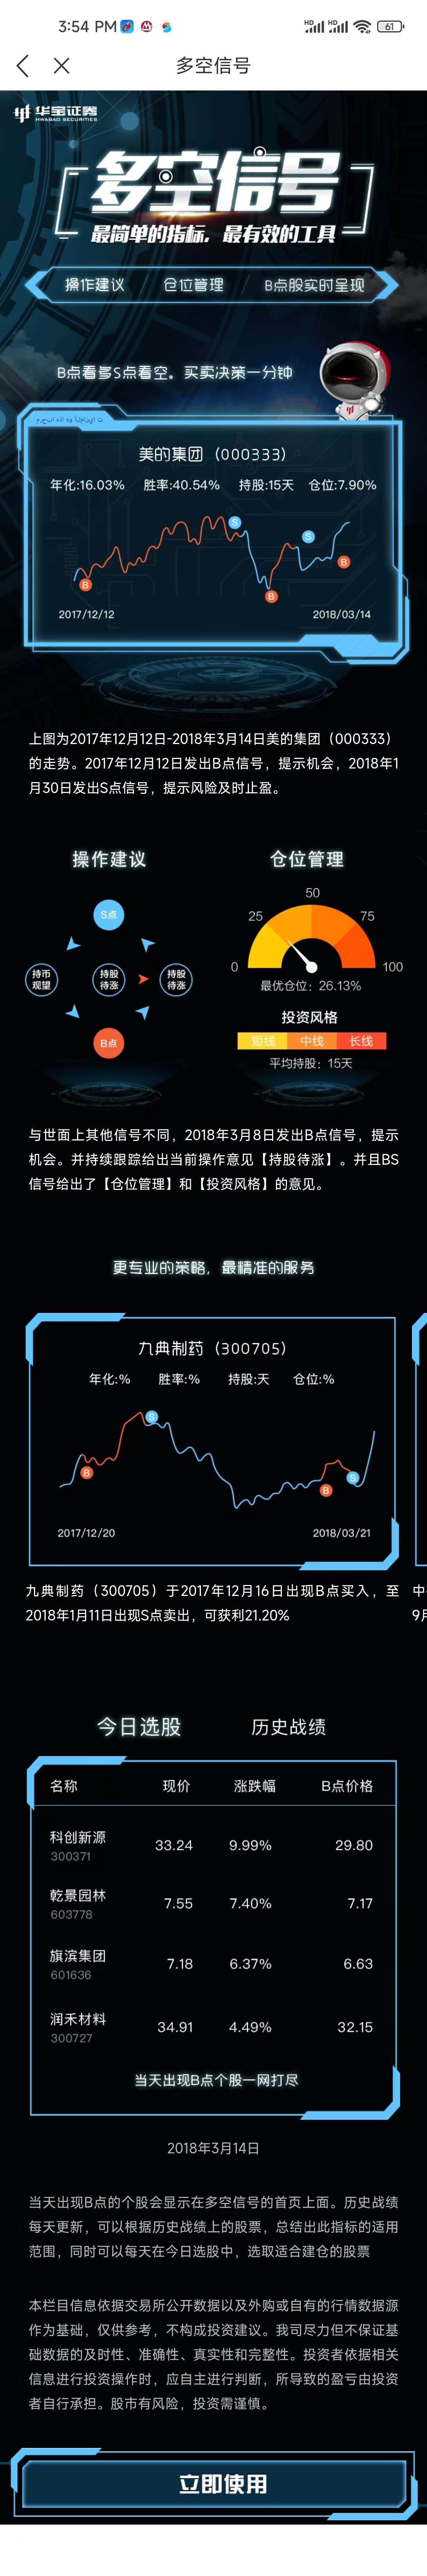 3:54 PM
61
多空信号
华宝证券
HWABAO SECURITIES
多空信号
最简单的指标，最有效的工具
操作建议 仓位管理 B点股实时呈现
B点看多S点看空。买卖决策一分钟
美的集团（000333）
年化:16.03% 胜率:40.54% 持股:15天 仓位:7.90%
S
S
B
B
B
2017/12/12 2018/03/14
上图为2017年12月12日-2018年3月14日美的集团（000333）
的走势。2017年12月12日发出B点信号，提示机会，2018年1
月30日发出S点信号，提示风险及时止盈。
操作建议 仓位管理
S点
持币
观望
持股
待涨
持股
待涨
B点
0 25 50 75 100
最优仓位：26.13%
投资风格
短线 中线 长线
平均持股：15天
与世面上其他信号不同，2018年3月8日发出B点信号，提示
机会。并持续跟踪给出当前操作意见【持股待涨】。并且BS
信号给出了【仓位管理】和【投资风格】的意见。
更专业的策略，最精准的服务
九典制药（300705）
年化:% 胜率:% 持股:天 仓位:%
S
B
S
B
2017/12/20 2018/03/21
九典制药（300705）于2017年12月16日出现B点买入，至
2018年1月11日出现S点卖出，可获利21.20%
中
9月
今日选股 历史战绩
名称 现价 涨跌幅 B点价格
科创新源 33.24 9.99% 29.80
300371
乾景园林 7.55 7.40% 7.17
603778
旗滨集团 7.18 6.37% 6.63
601636
润禾材料 34.91 4.49% 32.15
300727
当天出现B点个股一网打尽
2018年3月14日
当天出现B点的个股会显示在多空信号的首页上面。历史战绩
每天更新，可以根据历史战绩上的股票，总结出此指标的适用
范围，同时可以每天在今日选股中，选取适合建仓的股票
本栏目信息依据交易所公开数据以及外购或自有的行情数据源
作为基础，仅供参考，不构成投资建议。我司尽力但不保证基
础数据的及时性、准确性、真实性和完整性。投资者依据相关
信息进行投资操作时，应自主进行判断，所导致的盈亏由投资
者自行承担。股市有风险，投资需谨慎。
立即使用